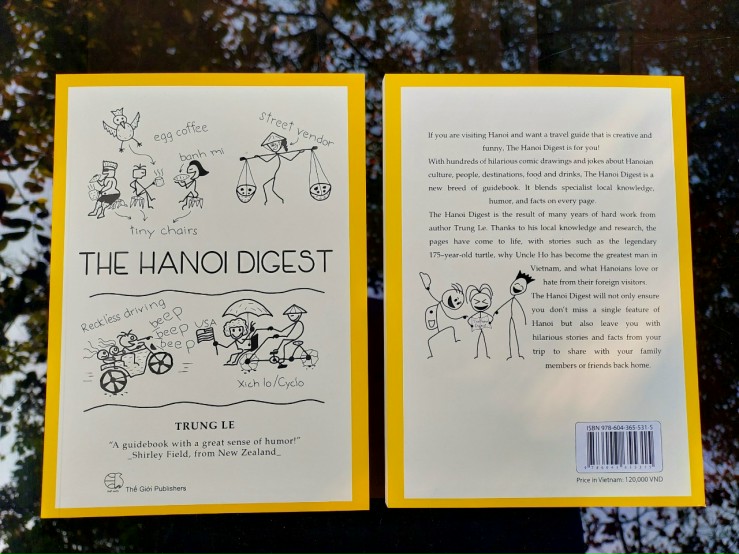 egg coffee
street vendor
banh mi
tiny chairs
THE HANOI DIGEST
Reckless driving
beep
beep
beep
USA
Xich lo/Cyclo
TRUNG LE
"A guidebook with a great sense of humor!"
_Shirley Field, from New Zealand_
Thế Giới Publishers
If you are visiting Hanoi and want a travel guide that is creative and
funny, The Hanoi Digest is for you!
With hundreds of hilarious comic drawings and jokes about Hanoian
culture, people, destinations, food and drinks, The Hanoi Digest is a
new breed of guidebook. It blends specialist local knowledge,
humor, and facts on every page.
The Hanoi Digest is the result of many years of hard work from
author Trung Le. Thanks to his local knowledge and research, the
pages have come to life, with stories such as the legendary
175-year-old turtle, why Uncle Ho has become the greatest man in
Vietnam, and what Hanoians love or
hate from their foreign visitors.
The Hanoi Digest will not only ensure
you don't miss a single feature of
Hanoi but also leave you with
hilarious stories and facts from your
trip to share with your family
members or friends back home.
ISBN 978-604-365-531-5
Price in Vietnam: 120,000 VND